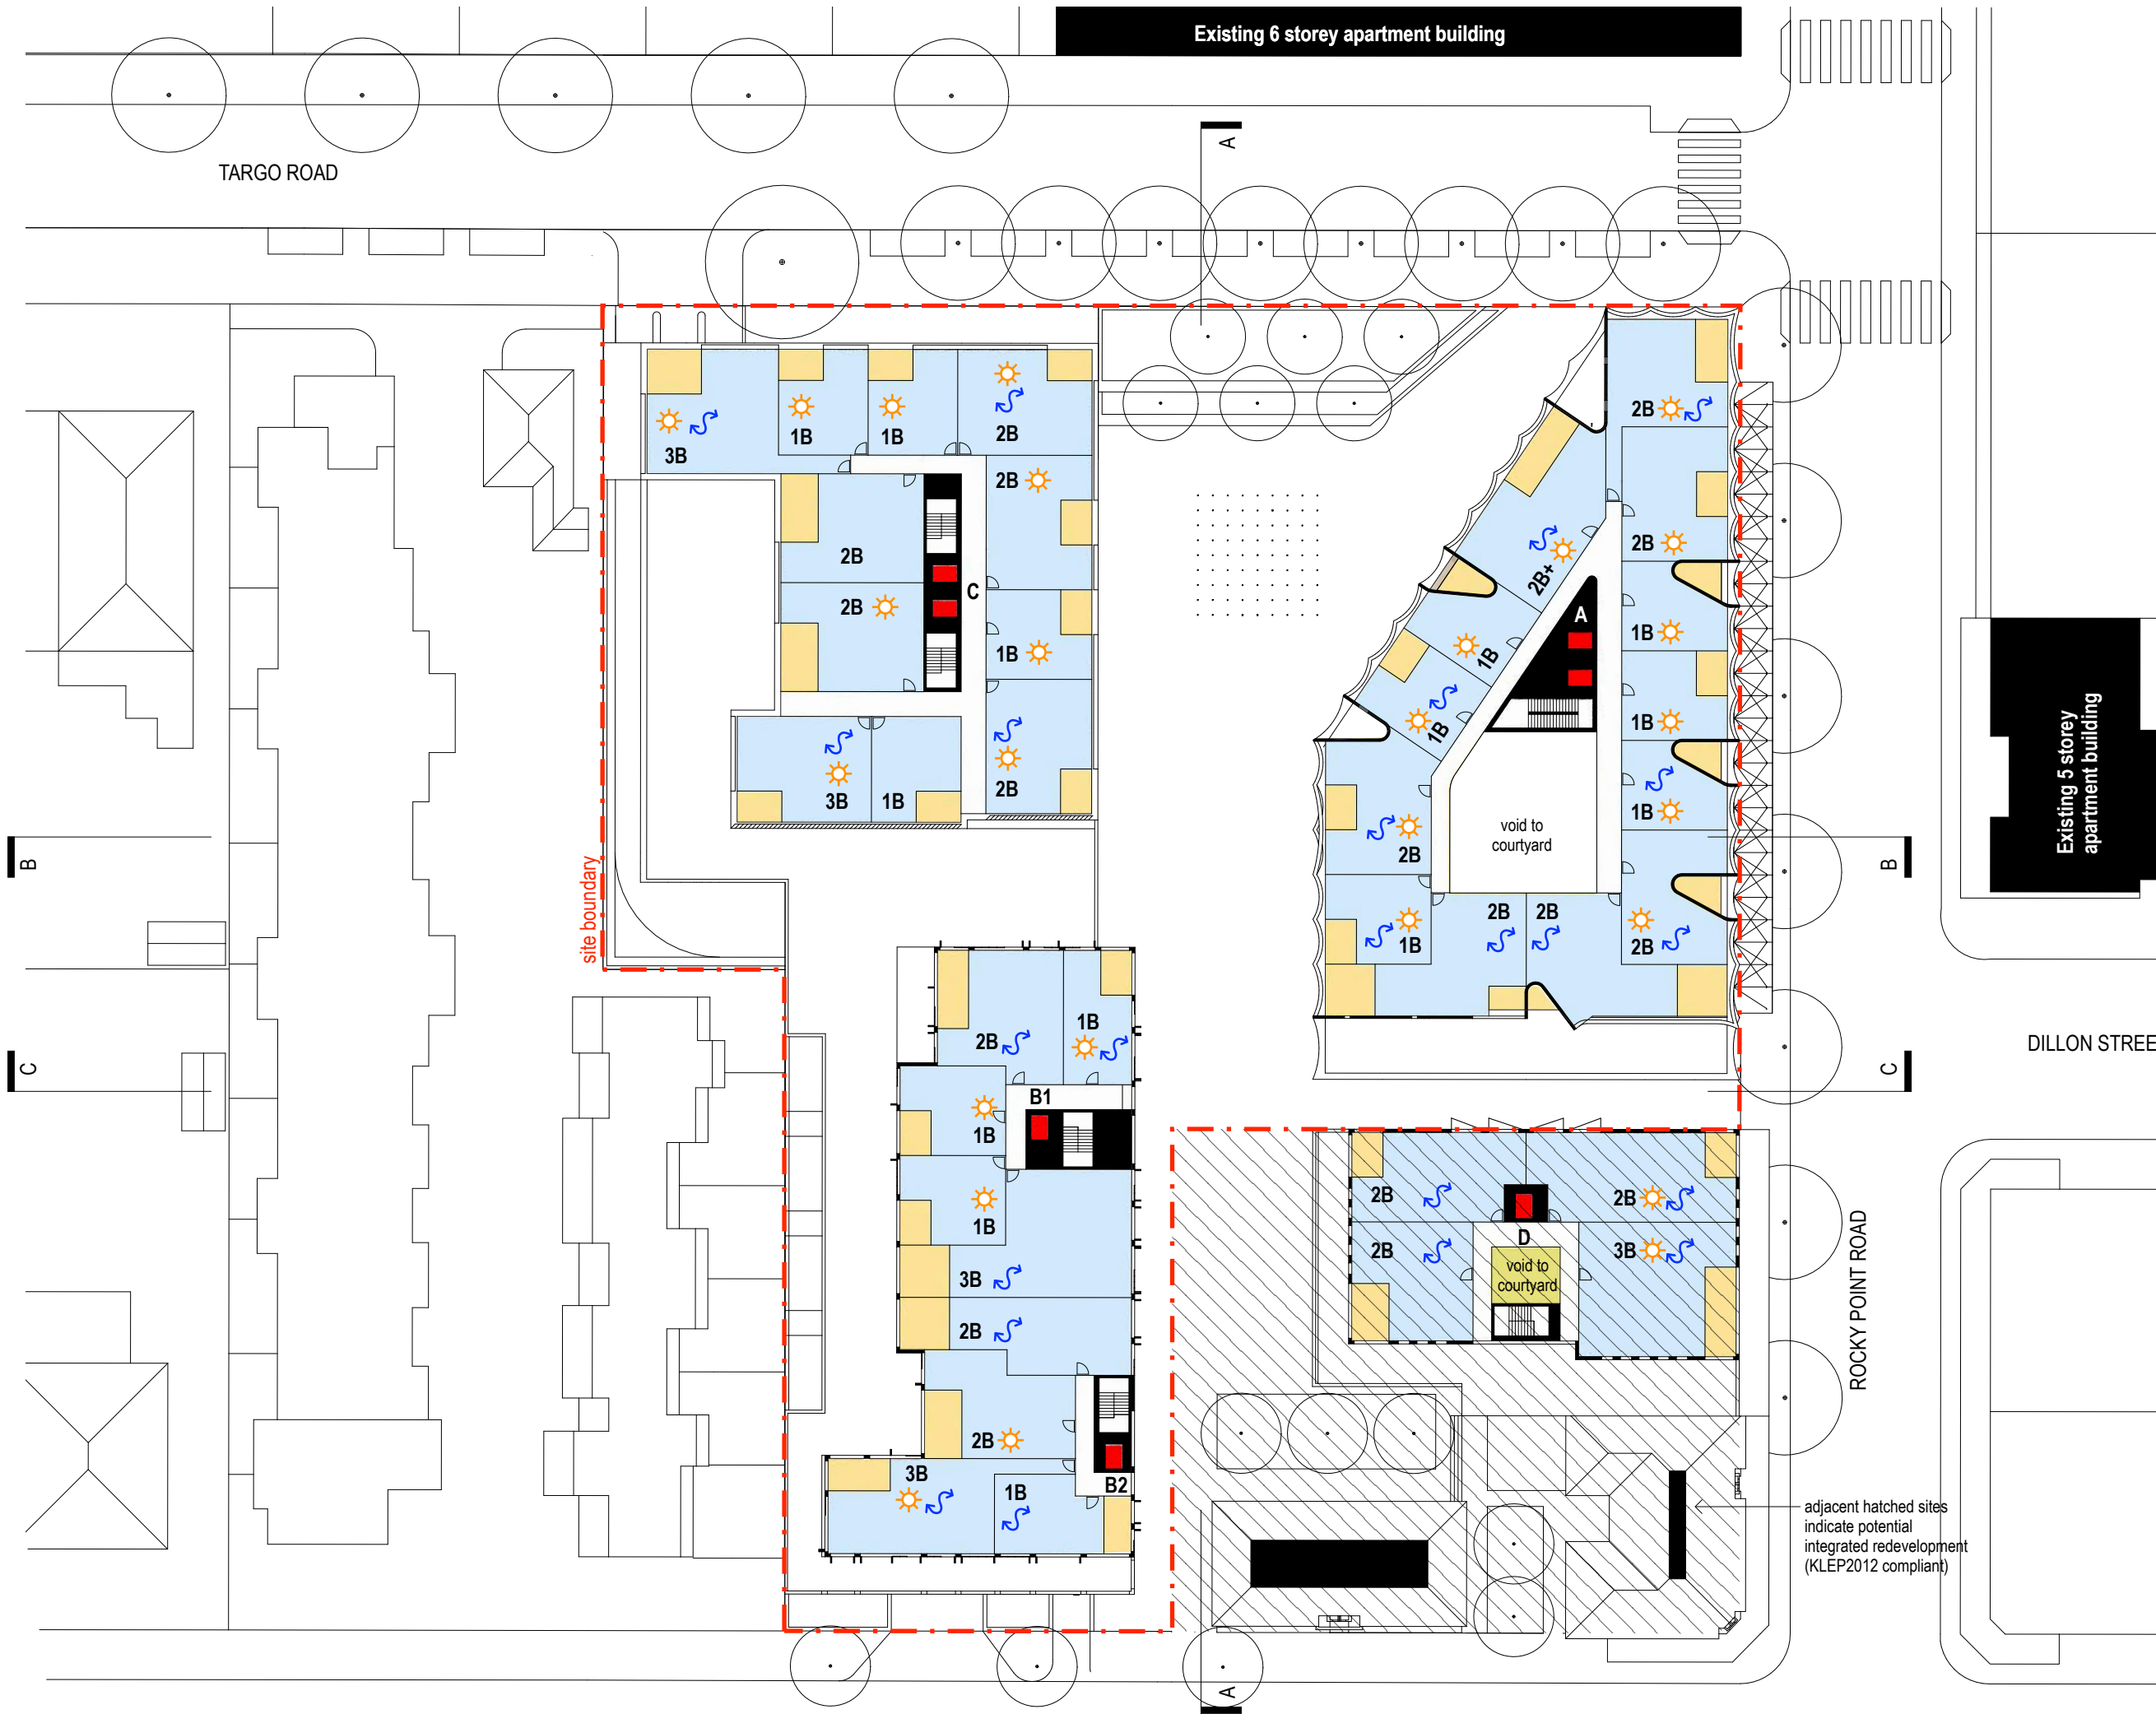 Existing 6 storey apartment building
A
TARGO ROAD
3B
1B
1B
2B
2B
2B
2B
C
1B
3B
1B
2B
2B
2B
2B+
1B
1B
A
1B
1B
1B
2B
1B
2B
2B
2B
void to
courtyard
Existing 5 storey
apartment building
B
B
site boundary
C
C
DILLON STREE
2B
1B
B1
1B
1B
3B
2B
2B
3B
1B
B2
2B
2B
2B
3B
D
void to
courtyard
ROCKY POINT ROAD
adjacent hatched sites
indicate potential
integrated redevelopment
(KLEP2012 compliant)
A